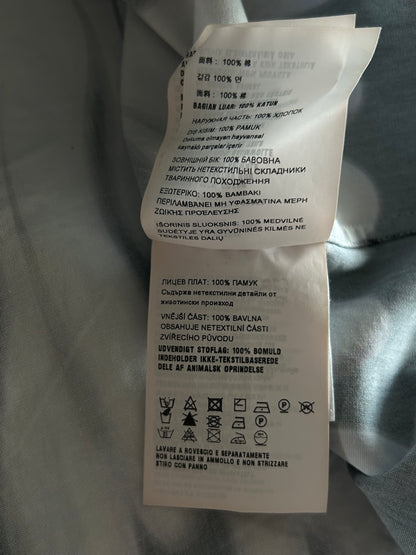 面料：100% 棉
겉감 100% 면
面料：100% 棉
BAGIAN LUAR: 100% KATUN
НАРУЖНАЯ ЧАСТЬ: 100% ХЛОПОК
DIŞ KISIM: 100% PAMUK
Dokuma olmayan hayvansal
kaynaklı parçalar içerir
ЗОВНІШНІЙ БІК: 100% БАВОВНА
МІСТИТЬ НЕТЕКСТИЛЬНІ СКЛАДНИКИ
ТВАРИННОГО ПОХОДЖЕННЯ
ΕΞΩΤΕΡΙΚΟ: 100% ΒΑΜΒΑΚΙ
ΠΕΡΙΛΑΜΒΑΝΕΙ ΜΗ ΥΦΑΣΜΑΤΙΝΑ ΜΕΡΗ
ΖΩΙΚΗΣ ΠΡΟΕΛΕΥΣΗΣ
IŠORINIS SLUOKSNIS: 100% MEDVILNĖ
SUDĖTYJE YRA GYVŪNINĖS KILMĖS NE
TEKSTILĖS DALIŲ
ЛИЦЕВ ПЛАТ: 100% ПАМУК
Съдържа нетекстилни детайли от
животински произход
VNĚJŠÍ ČÁST: 100% BAVLNA
OBSAHUJE NETEXTILNÍ ČÁSTI
ZVÍŘECÍHO PŮVODU
UDVENDIGT STOFLAG: 100% BOMULD
INDEHOLDER IKKE-TEKSTILBASEREDE
DELE AF ANIMALSK OPRINDELSE
LAVARE A ROVESCIO E SEPARATAMENTE
NON LASCIARE IN AMMOLLO E NON STRIZZARE
STIRO CON PANNO